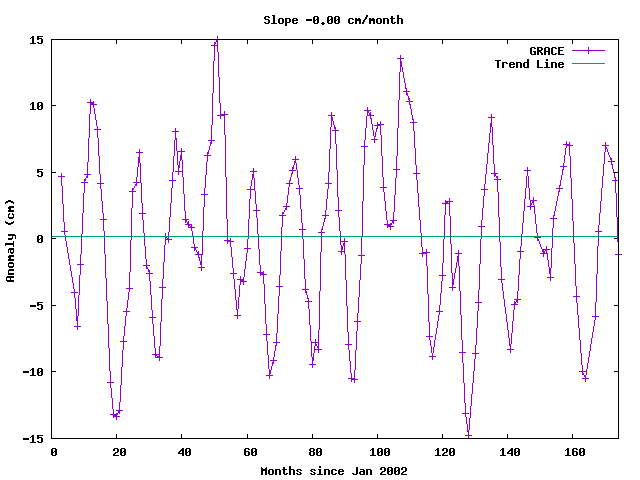 Slope -0.00 cm/month
GRACE
Trend Line
15
10
5
0
-5
-10
-15
Anomaly (cm)
0 20 40 60 80 100 120 140 160
Months since Jan 2002